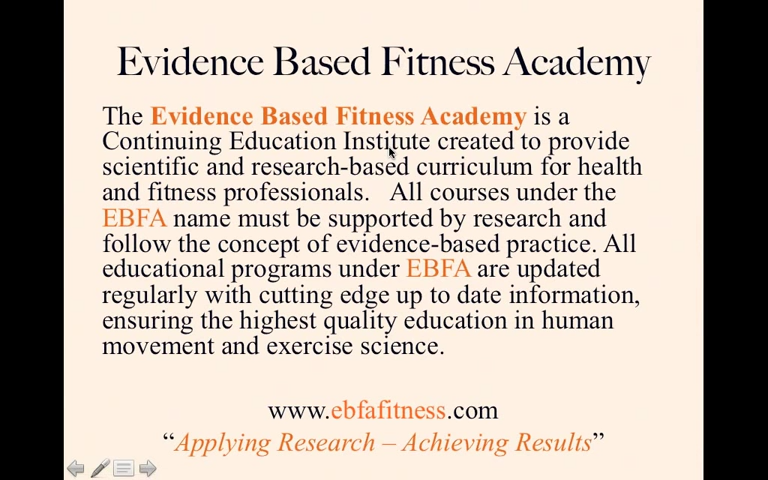 Evidence Based Fitness Academy
The Evidence Based Fitness Academy is a
Continuing Education Institute created to provide
scientific and research-based curriculum for health
and fitness professionals.   All courses under the
EBFA name must be supported by research and
follow the concept of evidence-based practice. All
educational programs under EBFA are updated
regularly with cutting edge up to date information,
ensuring the highest quality education in human
movement and exercise science.
www.ebfafitness.com
“Applying Research – Achieving Results”